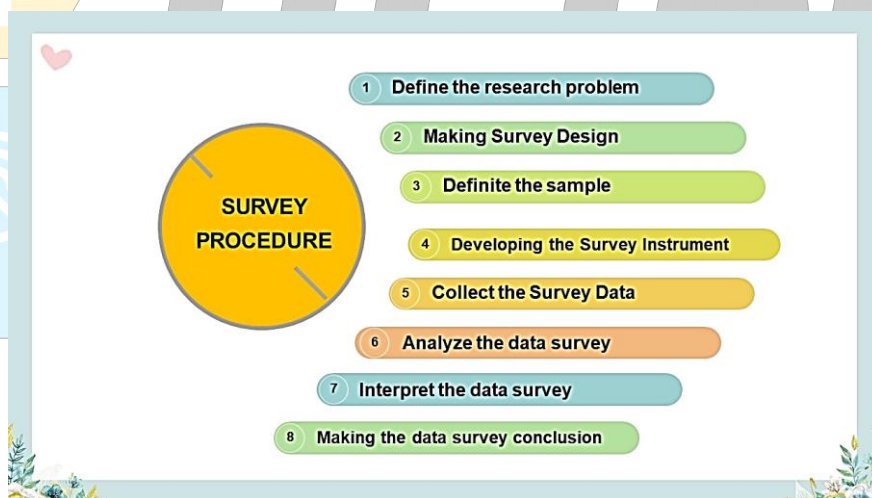 SURVEY
PROCEDURE
1 Define the research problem
2 Making Survey Design
3 Definite the sample
4 Developing the Survey Instrument
5 Collect the Survey Data
6 Analyze the data survey
7 Interpret the data survey
8 Making the data survey conclusion